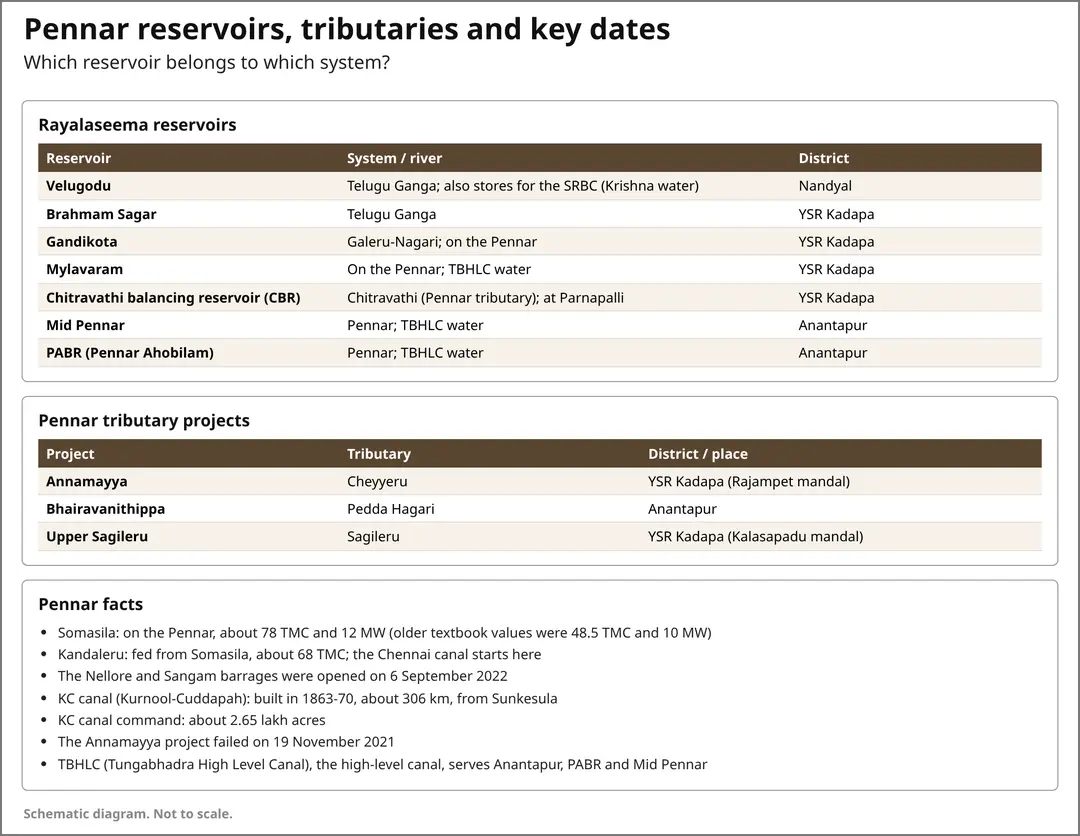 Pennar reservoirs, tributaries and key dates
Which reservoir belongs to which system?
Rayalaseema reservoirs
Reservoir System / river District
Velugodu Telugu Ganga; also stores for the SRBC (Krishna water) Nandyal
Brahmam Sagar Telugu Ganga YSR Kadapa
Gandikota Galeru-Nagari; on the Pennar YSR Kadapa
Mylavaram On the Pennar; TBHLC water YSR Kadapa
Chitravathi balancing reservoir (CBR) Chitravathi (Pennar tributary); at Parnapalli YSR Kadapa
Mid Pennar Pennar; TBHLC water Anantapur
PABR (Pennar Ahobilam) Pennar; TBHLC water Anantapur
Pennar tributary projects
Project Tributary District / place
Annamayya Cheyyeru YSR Kadapa (Rajampet mandal)
Bhairavanithippa Pedda Hagari Anantapur
Upper Sagileru Sagileru YSR Kadapa (Kalasapadu mandal)
Pennar facts
• Somasila: on the Pennar, about 78 TMC and 12 MW (older textbook values were 48.5 TMC and 10 MW)
• Kandaleru: fed from Somasila, about 68 TMC; the Chennai canal starts here
• The Nellore and Sangam barrages were opened on 6 September 2022
• KC canal (Kurnool-Cuddapah): built in 1863-70, about 306 km, from Sunkesula
• KC canal command: about 2.65 lakh acres
• The Annamayya project failed on 19 November 2021
• TBHLC (Tungabhadra High Level Canal), the high-level canal, serves Anantapur, PABR and Mid Pennar
Schematic diagram. Not to scale.